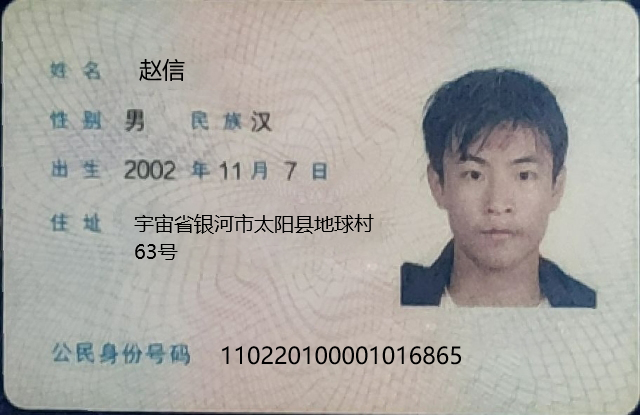 姓名 赵信
性别 男 民族 汉
出生 2002 年 11 月 7 日
住址 宇宙省银河市太阳县地球村
63号
公民身份号码 110220100001016865